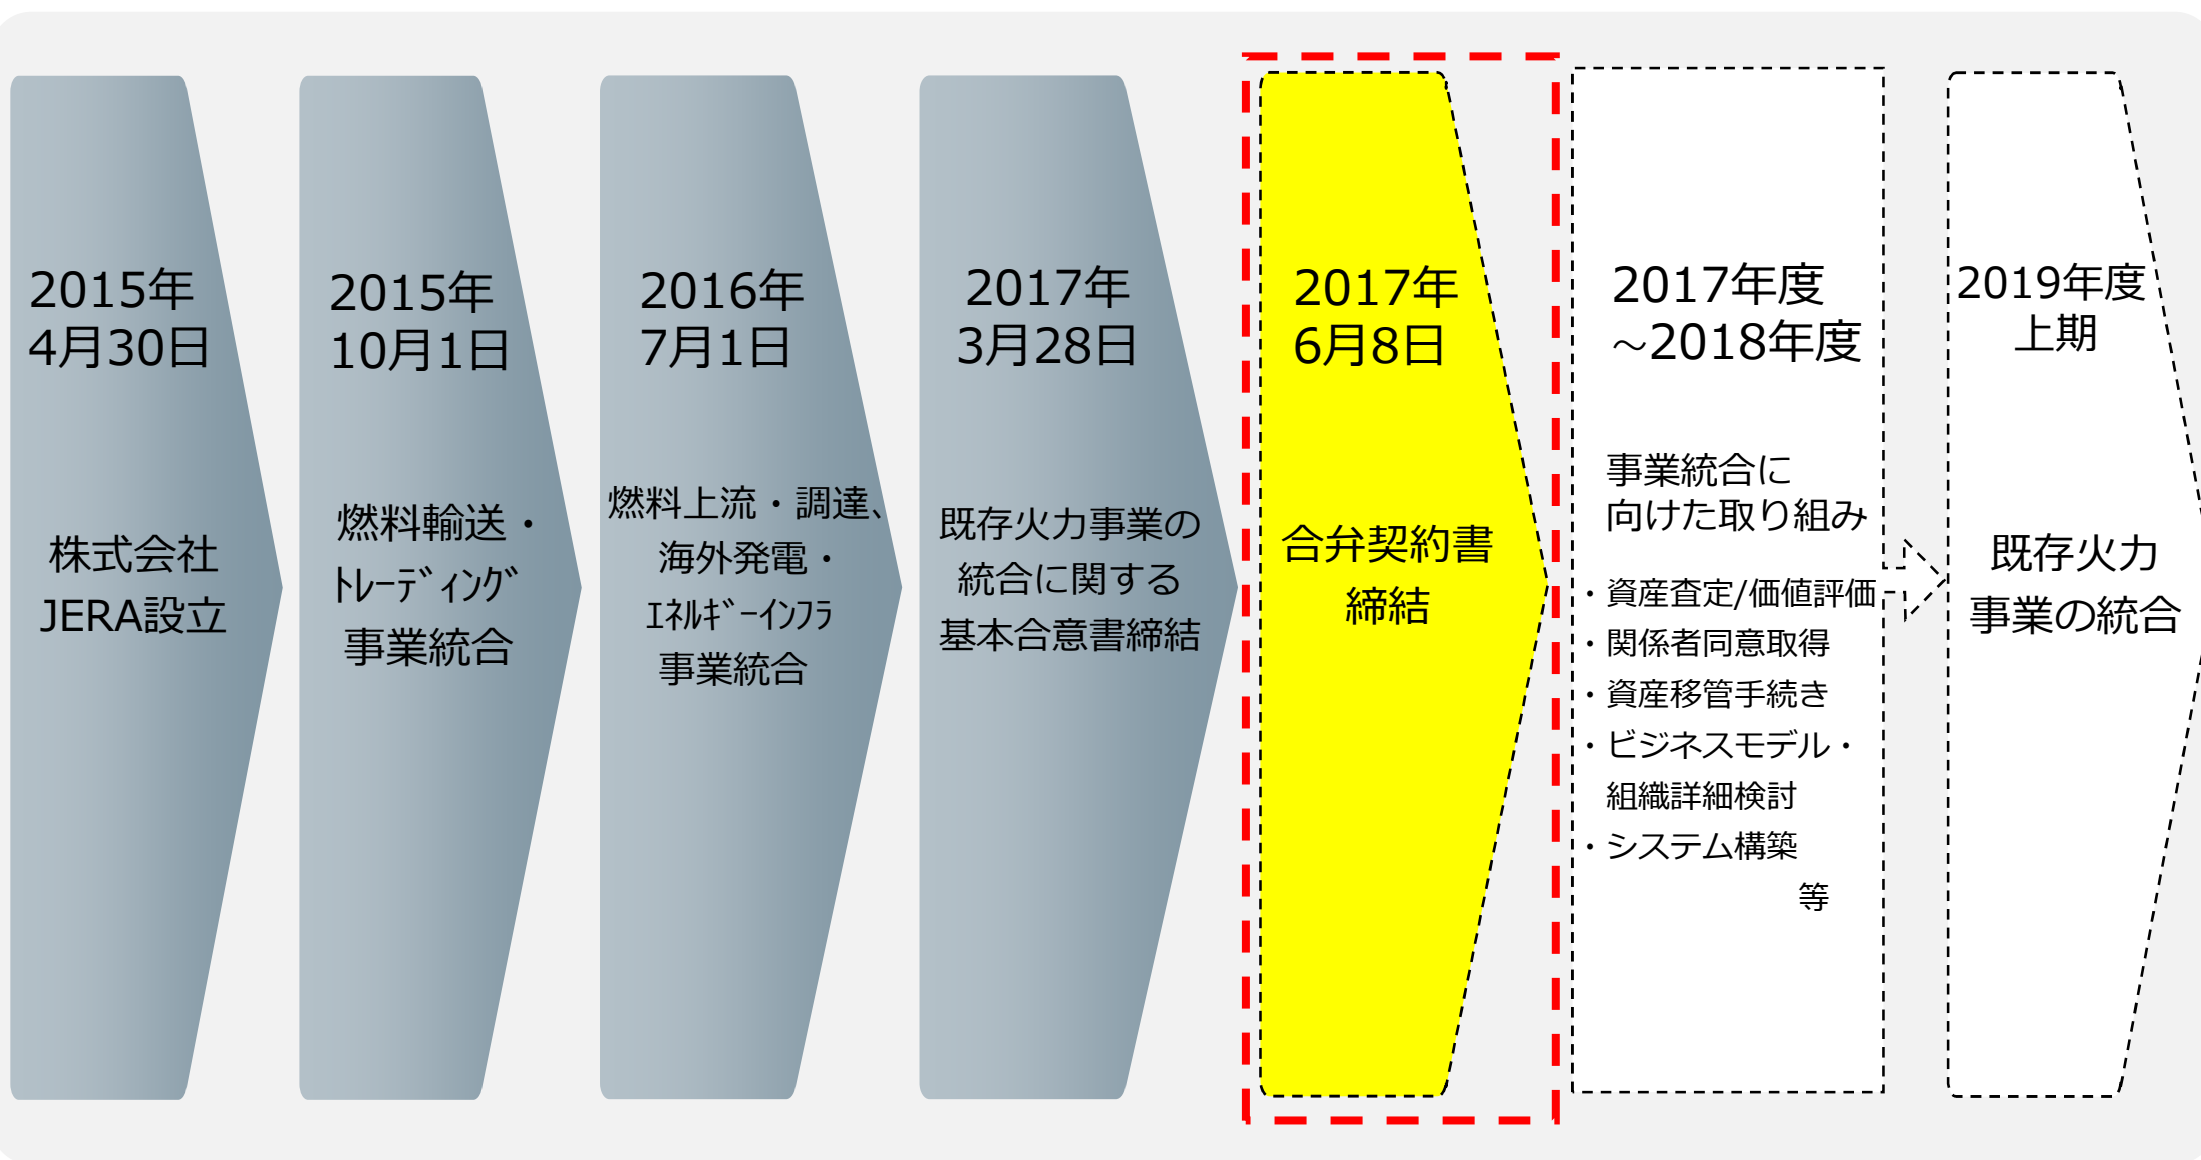 2015年
4月30日
株式会社
JERA設立
2015年
10月1日
燃料輸送・
ﾄﾚｰﾃﾞｨﾝｸﾞ
事業統合
2016年
7月1日
燃料上流・調達、
海外発電・
ｴﾈﾙｷﾞｰｲﾝﾌﾗ
事業統合
2017年
3月28日
既存火力事業の
統合に関する
基本合意書締結
2017年
6月8日
合弁契約書
締結
2017年度
～2018年度
事業統合に
向けた取り組み
・資産査定/価値評価
・関係者同意取得
・資産移管手続き
・ビジネスモデル・
組織詳細検討
・システム構築
等
2019年度
上期
既存火力
事業の統合